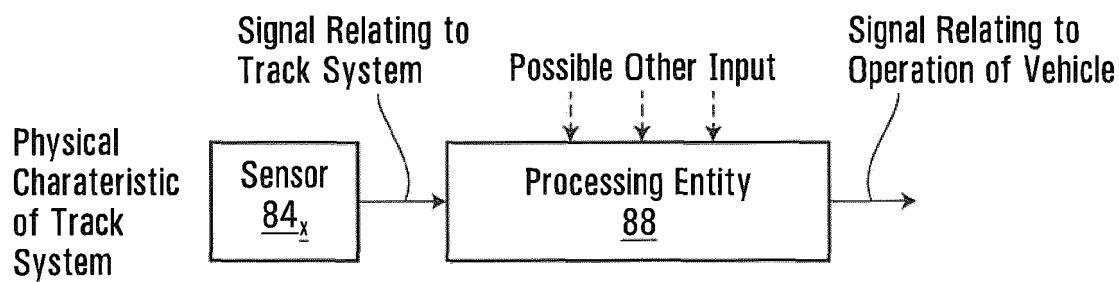 Signal Relating to
Track System
Possible Other Input
Signal Relating to
Operation of Vehicle
Physical
Charateristic
of Track
System
Sensor
84x
Processing Entity
88